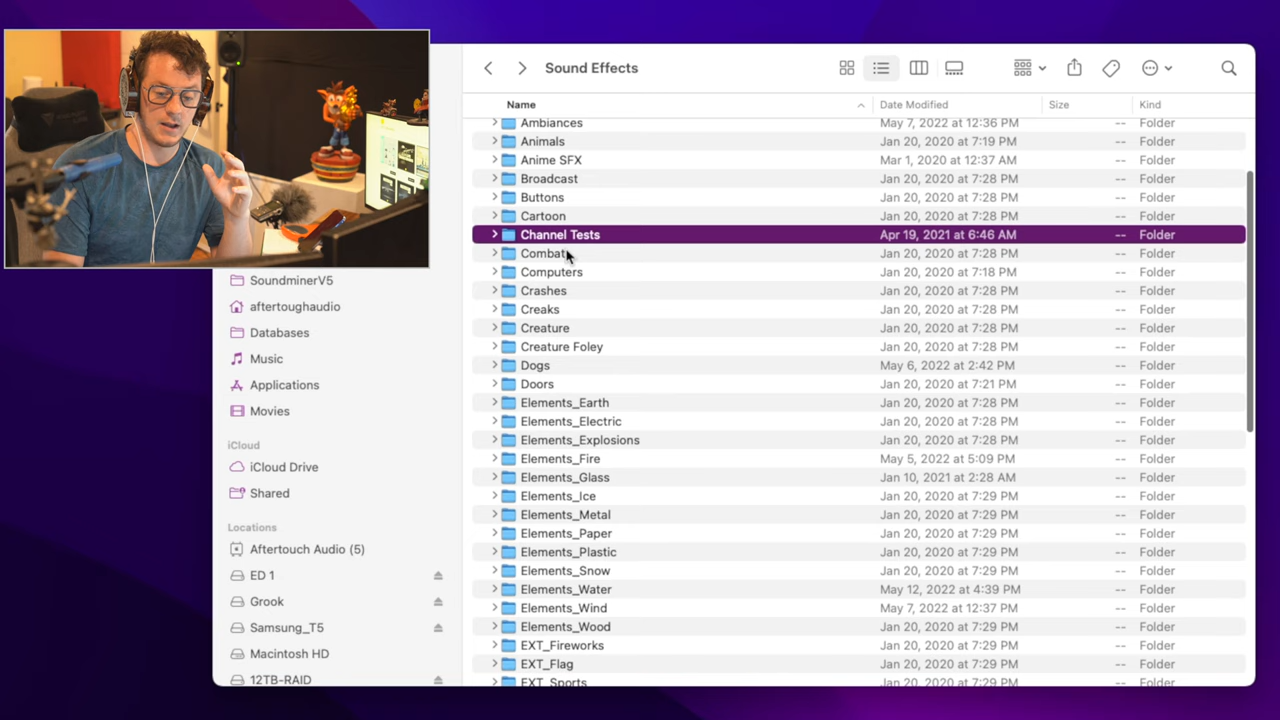 Sound Effects
Name Date Modified Size Kind
Ambiances May 7, 2022 at 12:36 PM -- Folder
Animals Jan 20, 2020 at 7:19 PM -- Folder
Anime SFX Mar 1, 2020 at 12:37 AM -- Folder
Broadcast Jan 20, 2020 at 7:28 PM -- Folder
Buttons Jan 20, 2020 at 7:28 PM -- Folder
Cartoon Jan 20, 2020 at 7:28 PM -- Folder
Channel Tests Apr 19, 2021 at 6:46 AM -- Folder
Combat Jan 20, 2020 at 7:28 PM -- Folder
Computers Jan 20, 2020 at 7:18 PM -- Folder
Crashes Jan 20, 2020 at 7:28 PM -- Folder
Creaks Jan 20, 2020 at 7:28 PM -- Folder
Creature Jan 20, 2020 at 7:28 PM -- Folder
Creature Foley Jan 20, 2020 at 7:28 PM -- Folder
Dogs May 6, 2022 at 2:42 PM -- Folder
Doors Jan 20, 2020 at 7:21 PM -- Folder
Elements_Earth Jan 20, 2020 at 7:28 PM -- Folder
Elements_Electric Jan 20, 2020 at 7:28 PM -- Folder
Elements_Explosions Jan 20, 2020 at 7:28 PM -- Folder
Elements_Fire May 5, 2022 at 5:09 PM -- Folder
Elements_Glass Jan 10, 2021 at 2:28 AM -- Folder
Elements_Ice Jan 20, 2020 at 7:29 PM -- Folder
Elements_Metal Jan 20, 2020 at 7:29 PM -- Folder
Elements_Paper Jan 20, 2020 at 7:29 PM -- Folder
Elements_Plastic Jan 20, 2020 at 7:29 PM -- Folder
Elements_Snow Jan 20, 2020 at 7:29 PM -- Folder
Elements_Water May 12, 2022 at 4:39 PM -- Folder
Elements_Wind May 7, 2022 at 12:37 PM -- Folder
Elements_Wood Jan 20, 2020 at 7:29 PM -- Folder
EXT_Fireworks Jan 20, 2020 at 7:29 PM -- Folder
EXT_Flag Jan 20, 2020 at 7:29 PM -- Folder
EXT_Sports Jan 20, 2020 at 7:29 PM -- Folder
SoundminerV5
aftertoughaudio
Databases
Music
Applications
Movies
iCloud
iCloud Drive
Shared
Locations
Aftertouch Audio (5)
ED 1
Grook
Samsung_T5
Macintosh HD
12TB-RAID